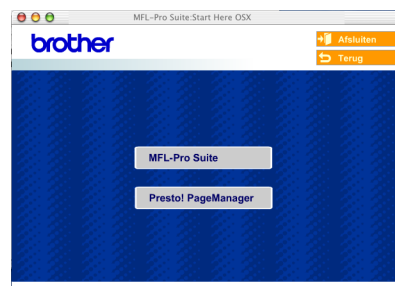 MFL-Pro Suite:Start Here OSX
brother
Afsluiten
Terug
MFL-Pro Suite
Presto! PageManager